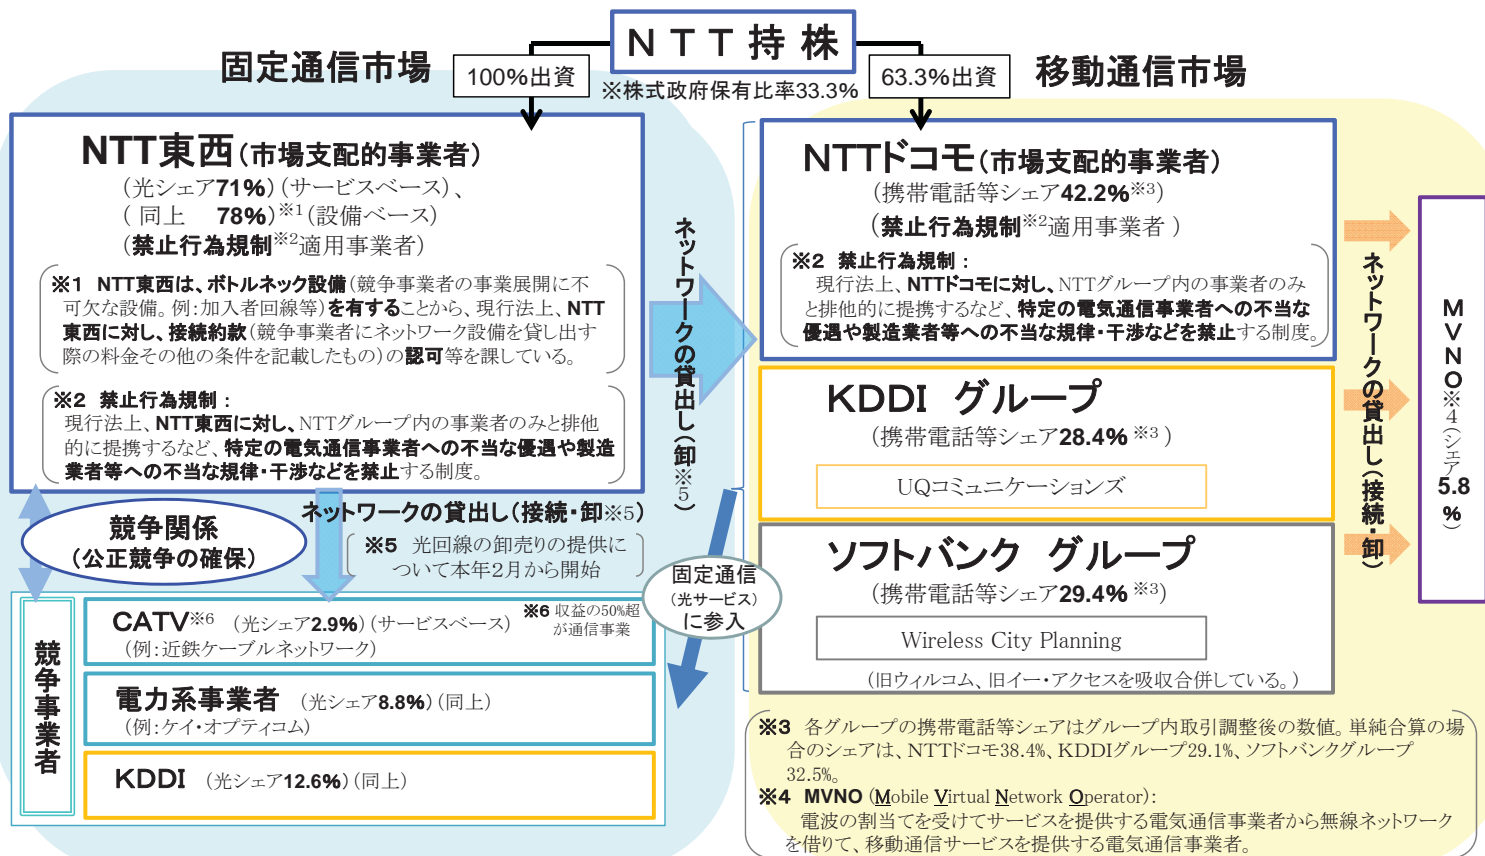 NTT持株
※株式政府保有比率33.3%
固定通信市場
100%出資
63.3%出資
移動通信市場
NTT東西(市場支配的事業者)
(光シェア71%)(サービスベース)、
(同上 78%)※1(設備ベース)
(禁止行為規制※2適用事業者)
※1 NTT東西は、ボトルネック設備(競争事業者の事業展開に不
可欠な設備。例:加入者回線等)を有することから、現行法上、NTT
東西に対し、接続約款(競争事業者にネットワーク設備を貸し出す
際の料金その他の条件を記載したもの)の認可等を課している。
※2 禁止行為規制:
現行法上、NTT東西に対し、NTTグループ内の事業者のみと排他
的に提携するなど、特定の電気通信事業者への不当な優遇や製造
業者等への不当な規律・干渉などを禁止する制度。
ネットワークの貸出し(卸※5)
競争関係
(公正競争の確保)
ネットワークの貸出し(接続・卸※5)
※5 光回線の卸売りの提供に
ついて本年2月から開始
固定通信
(光サービス)
に参入
競争事業者
CATV※6 (光シェア2.9%)(サービスベース)
(例:近鉄ケーブルネットワーク)
※6 収益の50%超
が通信事業
電力系事業者 (光シェア8.8%)(同上)
(例:ケイ・オプティコム)
KDDI (光シェア12.6%)(同上)
NTTドコモ(市場支配的事業者)
(携帯電話等シェア42.2%※3)
(禁止行為規制※2適用事業者 )
※2 禁止行為規制:
現行法上、NTTドコモに対し、NTTグループ内の事業者のみ
と排他的に提携するなど、特定の電気通信事業者への不当な
優遇や製造業者等への不当な規律・干渉などを禁止する制度。
KDDI グループ
(携帯電話等シェア28.4% ※3 )
UQコミュニケーションズ
ソフトバンク グループ
(携帯電話等シェア29.4% ※3)
Wireless City Planning
(旧ウィルコム、旧イー・アクセスを吸収合併している。)
ネットワークの貸出し(接続・卸)
MVNO※4(シェア5.8%)
※3 各グループの携帯電話等シェアはグループ内取引調整後の数値。単純合算の場
合のシェアは、NTTドコモ38.4%、KDDIグループ29.1%、ソフトバンクグループ
32.5%。
※4 MVNO (Mobile Virtual Network Operator):
電波の割当てを受けてサービスを提供する電気通信事業者から無線ネットワーク
を借りて、移動通信サービスを提供する電気通信事業者。